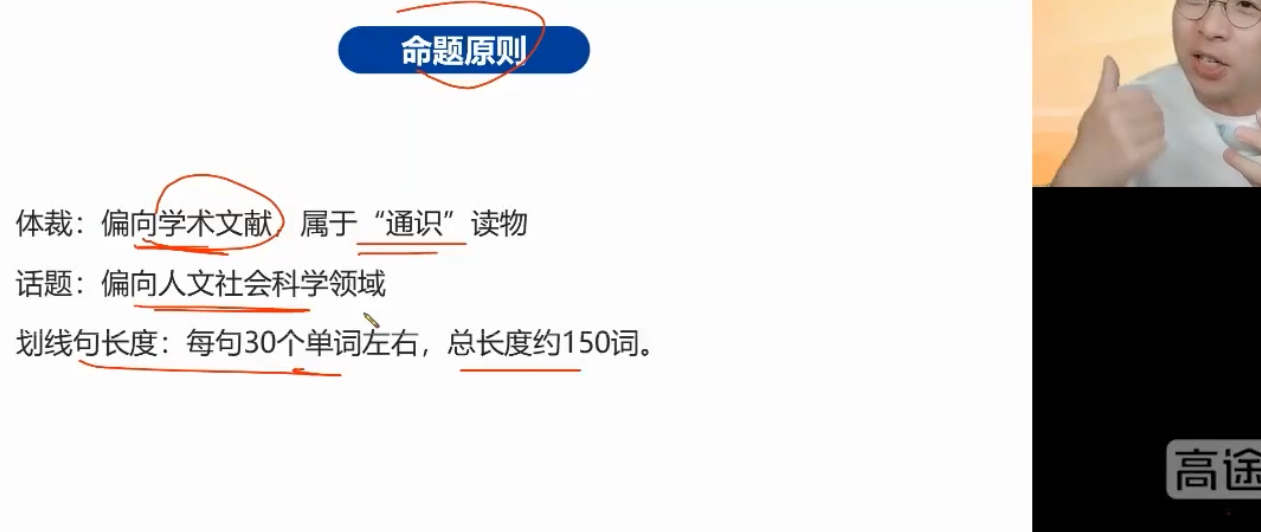 命题原则
体裁：偏向学术文献，属于“通识”读物
话题：偏向人文社会科学领域
划线句长度：每句30个单词左右，总长度约150词。
高途